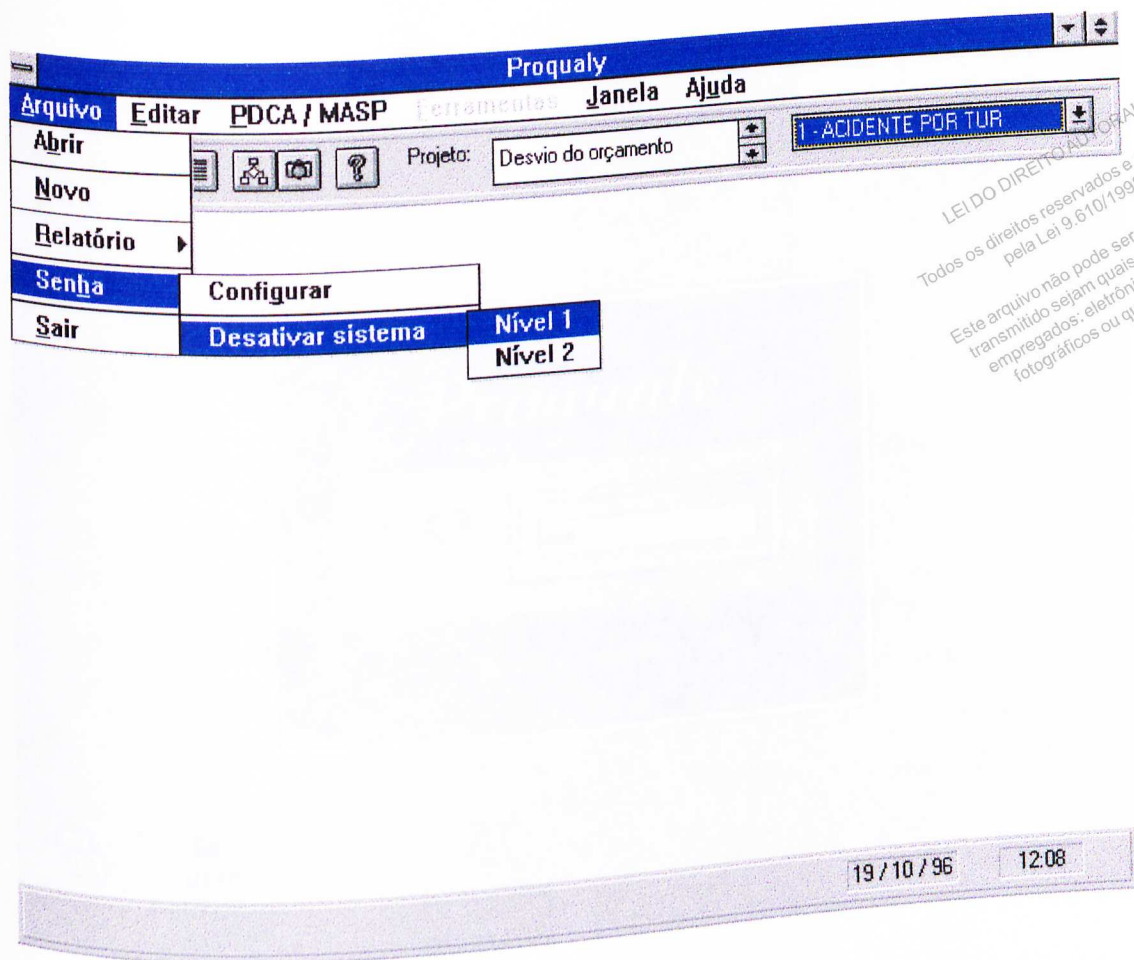 Proqualy
Arquivo Editar PDCA / MASP Ferramentas Janela Ajuda
Projeto: Desvio do orçamento 1 - ACIDENTE POR TUR
Abrir
Novo
Relatório
Senha
Sair
Configurar
Desativar sistema
Nível 1
Nível 2
LEI DO DIREITO AUTORAL
Todos os direitos reservados e
pela Lei 9.610/199
Este arquivo não pode ser
transmitido sejam quais
empregados: eletrôni
fotográficos ou qu
19 / 10 / 96 12:08